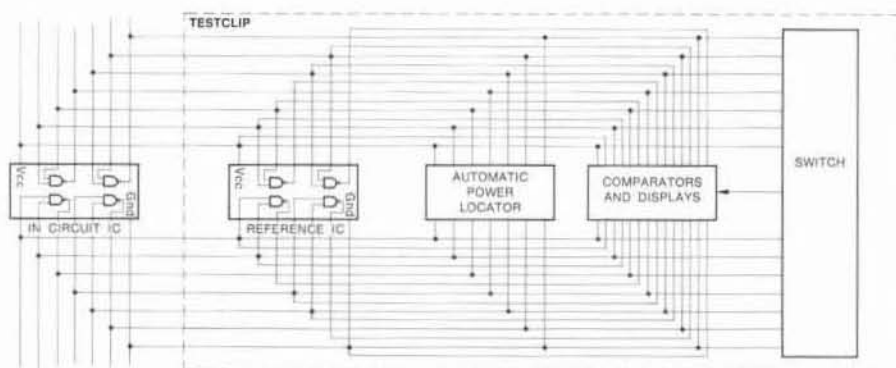 TESTCLIP
Vcc
Gnd
IN CIRCUIT IC
Vcc
Gnd
REFERENCE IC
AUTOMATIC
POWER
LOCATOR
COMPARATORS
AND DISPLAYS
SWITCH